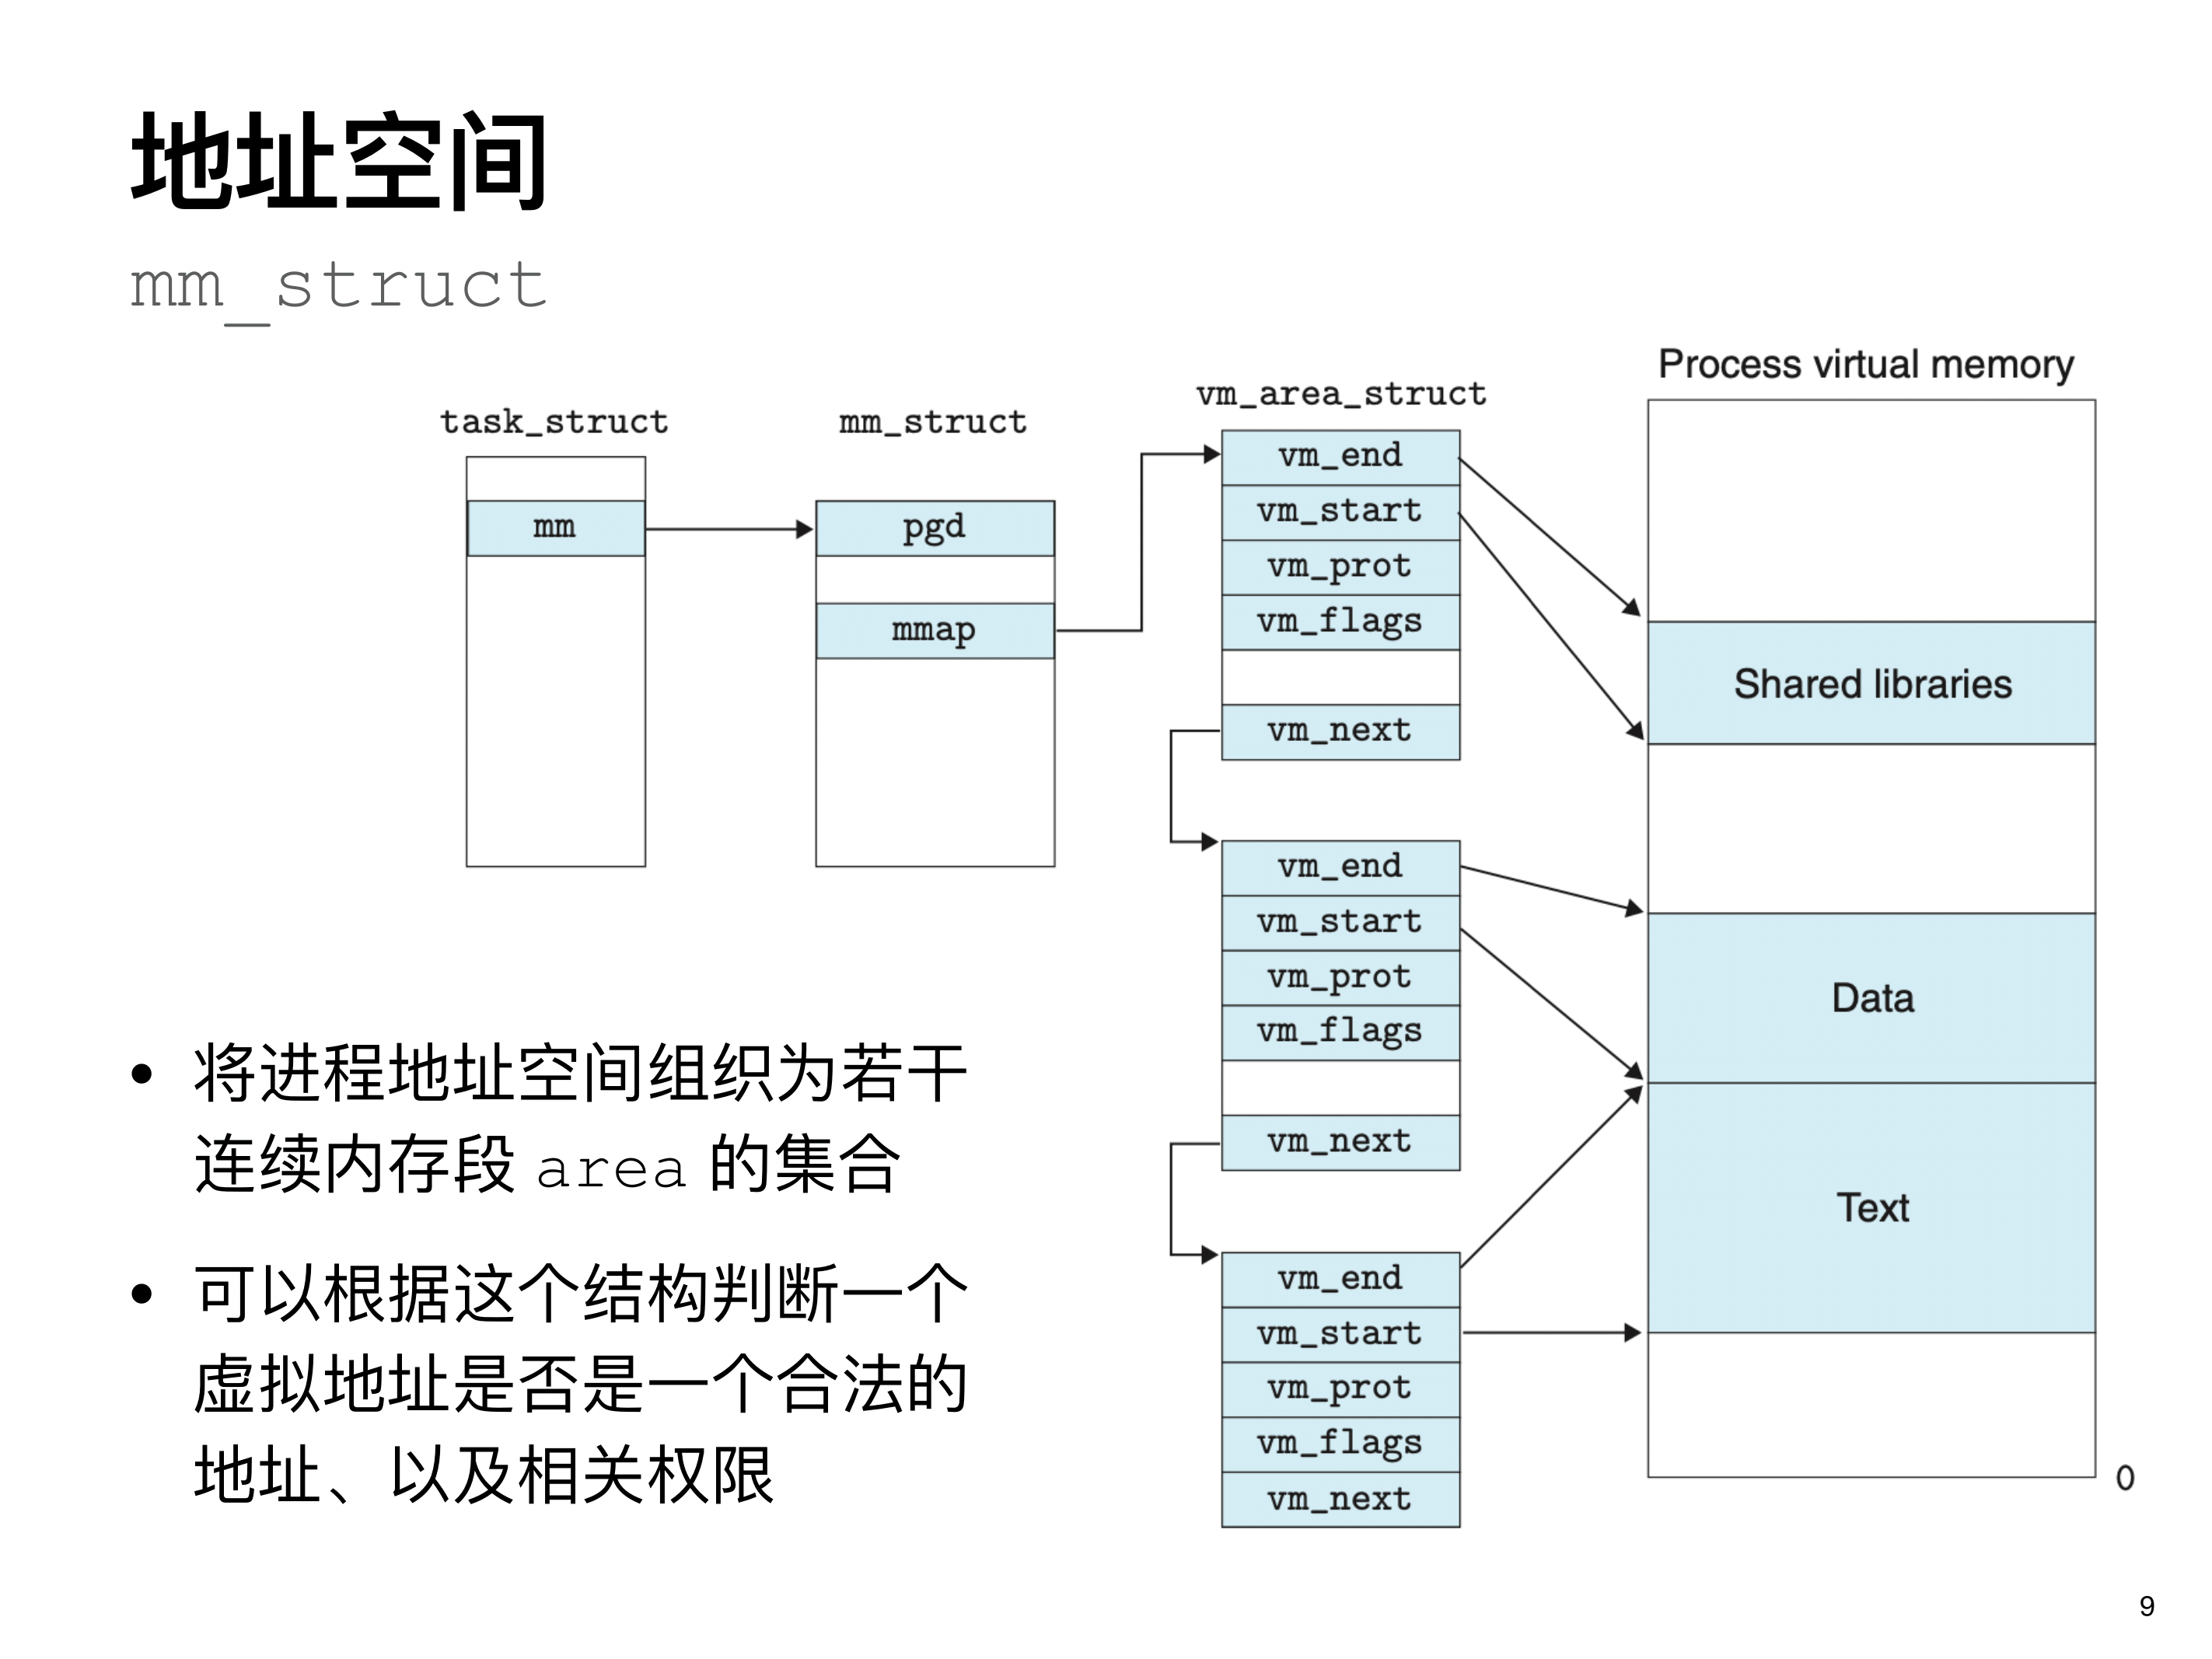 地址空间
mm_struct
task_struct
mm
mm_struct
pgd
mmap
vm_area_struct
vm_end
vm_start
vm_prot
vm_flags
vm_next
vm_end
vm_start
vm_prot
vm_flags
vm_next
vm_end
vm_start
vm_prot
vm_flags
vm_next
Process virtual memory
Shared libraries
Data
Text
0
• 将进程地址空间组织为若干
连续内存段 area 的集合
• 可以根据这个结构判断一个
虚拟地址是否是一个合法的
地址、以及相关权限
9